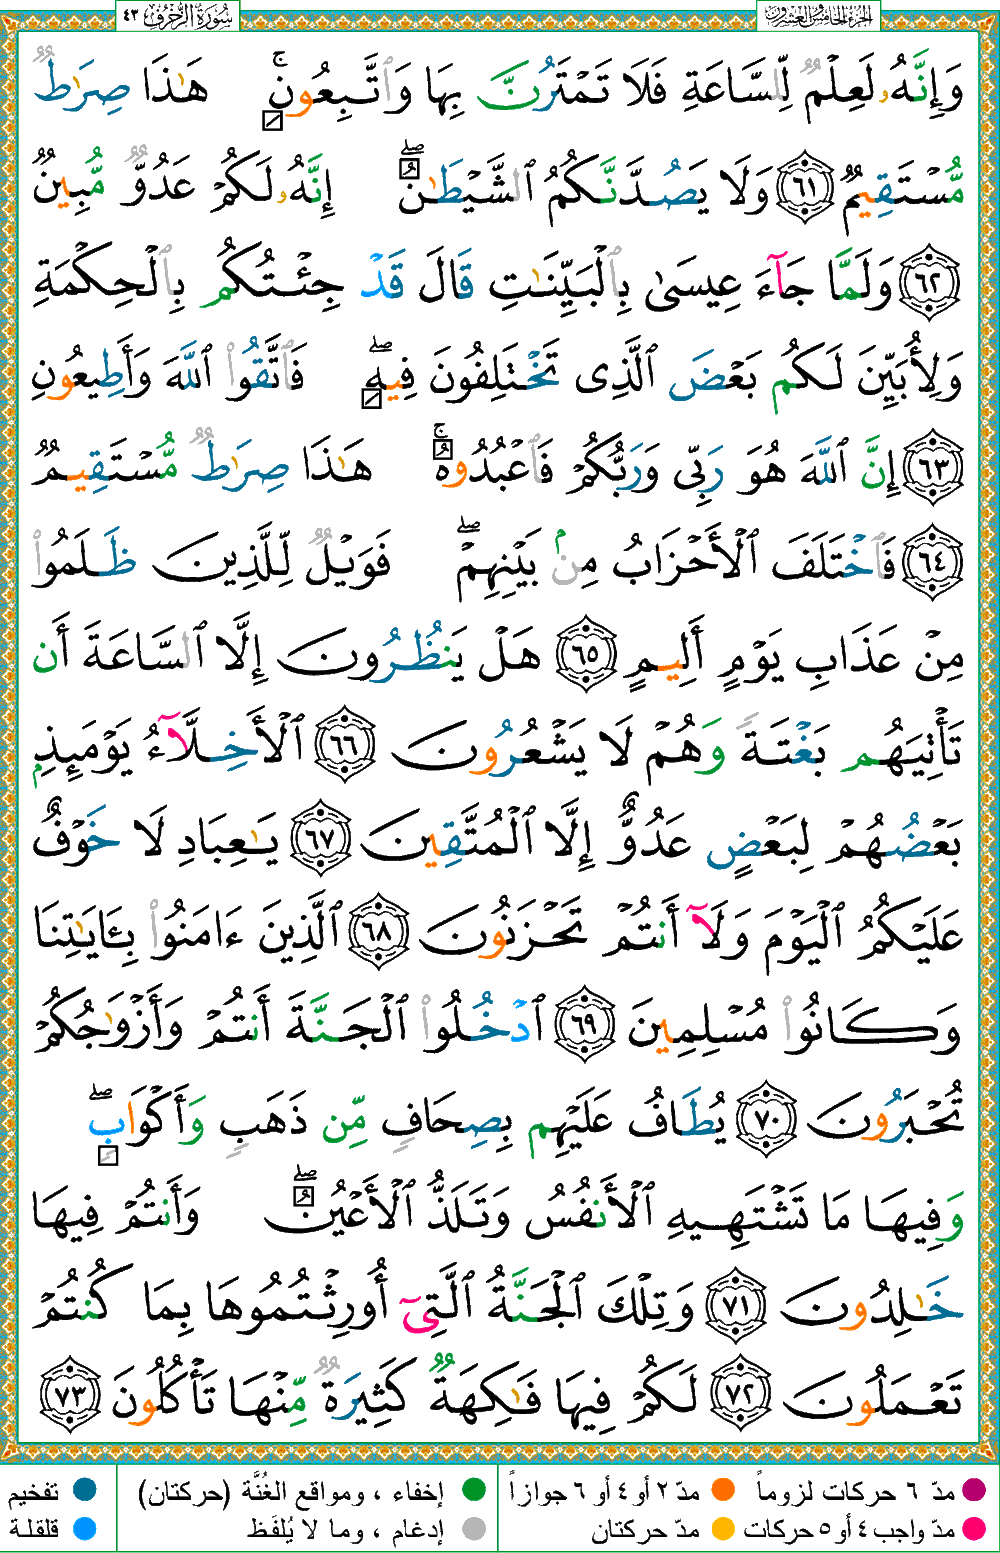 سُورَةُ الزُّخْرُفِ ٤٣
الجزء الخامس والعشرون
وَإِنَّهُۥ لَعِلْمٌۭ لِّلسَّاعَةِ فَلَا تَمْتَرُنَّ بِهَا وَٱتَّبِعُونِ ۚ هَـٰذَا صِرَٰطٌۭ
مُّسْتَقِيمٌۭ ﴿٦١﴾ وَلَا يَصُدَّنَّكُمُ ٱلشَّيْطَـٰنُ ۖ إِنَّهُۥ لَكُمْ عَدُوٌّۭ مُّبِينٌۭ
﴿٦٢﴾ وَلَمَّا جَآءَ عِيسَىٰ بِٱلْبَيِّنَـٰتِ قَالَ قَدْ جِئْتُكُم بِٱلْحِكْمَةِ
وَلِأُبَيِّنَ لَكُم بَعْضَ ٱلَّذِى تَخْتَلِفُونَ فِيهِ ۖ فَٱتَّقُوا۟ ٱللَّهَ وَأَطِيعُونِ
﴿٦٣﴾ إِنَّ ٱللَّهَ هُوَ رَبِّى وَرَبُّكُمْ فَٱعْبُدُوهُ ۚ هَـٰذَا صِرَٰطٌۭ مُّسْتَقِيمٌۭ
﴿٦٤﴾ فَٱخْتَلَفَ ٱلْأَحْزَابُ مِنۢ بَيْنِهِمْ ۖ فَوَيْلٌۭ لِّلَّذِينَ ظَلَمُوا۟
مِنْ عَذَابِ يَوْمٍ أَلِيمٍ ﴿٦٥﴾ هَلْ يَنظُرُونَ إِلَّا ٱلسَّاعَةَ أَن
تَأْتِيَهُم بَغْتَةًۭ وَهُمْ لَا يَشْعُرُونَ ﴿٦٦﴾ ٱلْأَخِلَّآءُ يَوْمَئِذٍۭ
بَعْضُهُمْ لِبَعْضٍ عَدُوٌّ إِلَّا ٱلْمُتَّقِينَ ﴿٦٧﴾ يَـٰعِبَادِ لَا خَوْفٌ
عَلَيْكُمُ ٱلْيَوْمَ وَلَآ أَنتُمْ تَحْزَنُونَ ﴿٦٨﴾ ٱلَّذِينَ ءَامَنُوا۟ بِـَٔايَـٰتِنَا
وَكَانُوا۟ مُسْلِمِينَ ﴿٦٩﴾ ٱدْخُلُوا۟ ٱلْجَنَّةَ أَنتُمْ وَأَزْوَٰجُكُمْ
تُحْبَرُونَ ﴿٧٠﴾ يُطَافُ عَلَيْهِم بِصِحَافٍۢ مِّن ذَهَبٍۢ وَأَكْوَابٍۢ ۖ
وَفِيهَا مَا تَشْتَهِيهِ ٱلْأَنفُسُ وَتَلَذُّ ٱلْأَعْيُنُ ۖ وَأَنتُمْ فِيهَا
خَـٰلِدُونَ ﴿٧١﴾ وَتِلْكَ ٱلْجَنَّةُ ٱلَّتِىٓ أُورِثْتُمُوهَا بِمَا كُنتُمْ
تَعْمَلُونَ ﴿٧٢﴾ لَكُمْ فِيهَا فَـٰكِهَةٌۭ كَثِيرَةٌۭ مِّنْهَا تَأْكُلُونَ ﴿٧٣﴾
مدّ ٦ حركات لزوماً
مدّ ٢ أو ٤ أو ٦ جوازاً
إخفاء ، ومواقع الغُنَّة (حركتان)
تفخيم
مدّ واجب ٤ أو ٥ حركات
مدّ حركتان
إدغام ، وما لا يُلفَظ
قلقلة